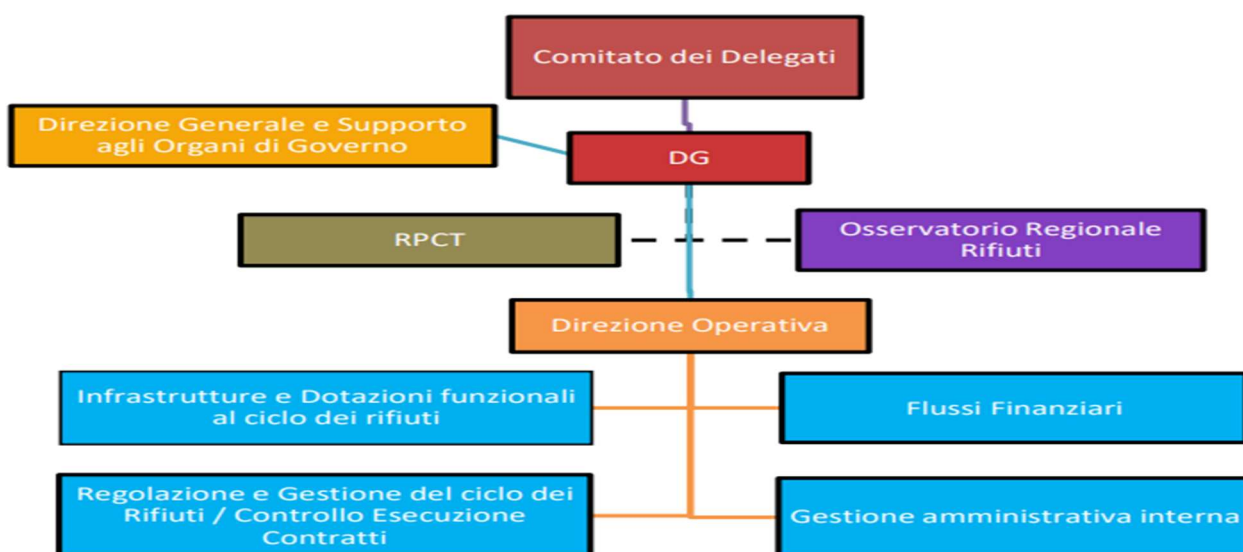 Comitato dei Delegati
Direzione Generale e Supporto
agli Organi di Governo
DG
RPCT
Osservatorio Regionale
Rifiuti
Direzione Operativa
Infrastrutture e Dotazioni funzionali
al ciclo dei rifiuti
Flussi Finanziari
Regolazione e Gestione del ciclo dei
Rifiuti / Controllo Esecuzione
Contratti
Gestione amministrativa interna